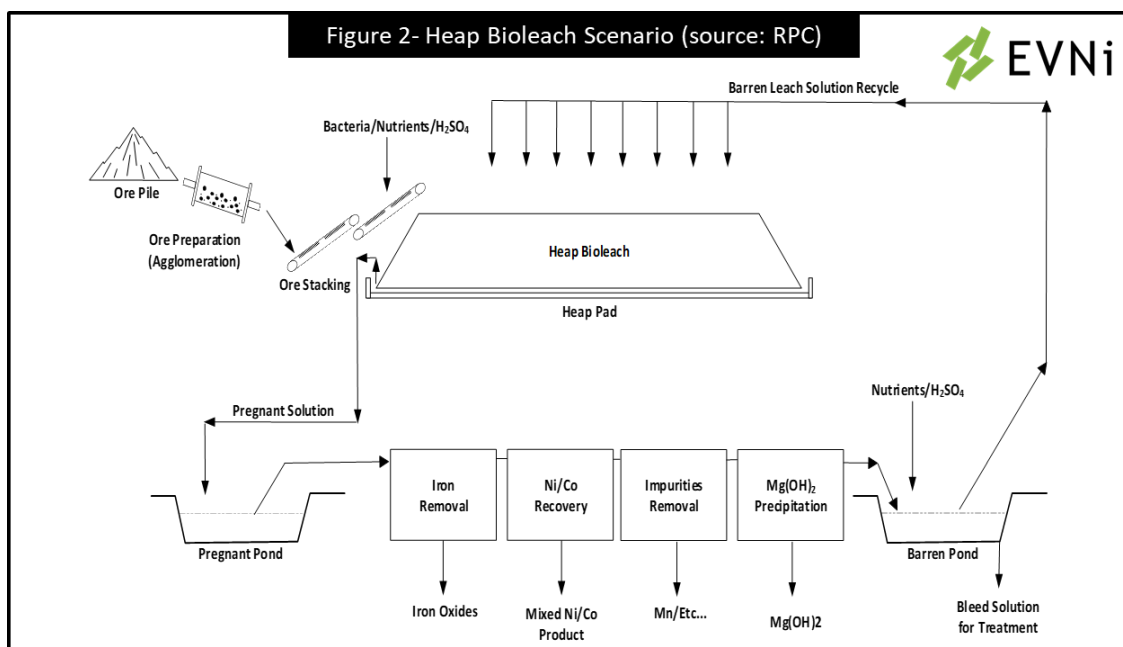 Figure 2- Heap Bioleach Scenario (source: RPC)
EVNi
Barren Leach Solution Recycle
Bacteria/Nutrients/H₂SO₄
Ore Pile
Ore Preparation
(Agglomeration)
Ore Stacking
Heap Bioleach
Heap Pad
Pregnant Solution
Nutrients/H₂SO₄
Iron
Removal
Ni/Co
Recovery
Impurities
Removal
Mg(OH)₂
Precipitation
Pregnant Pond
Barren Pond
Iron Oxides
Mixed Ni/Co
Product
Mn/Etc...
Mg(OH)2
Bleed Solution
for Treatment